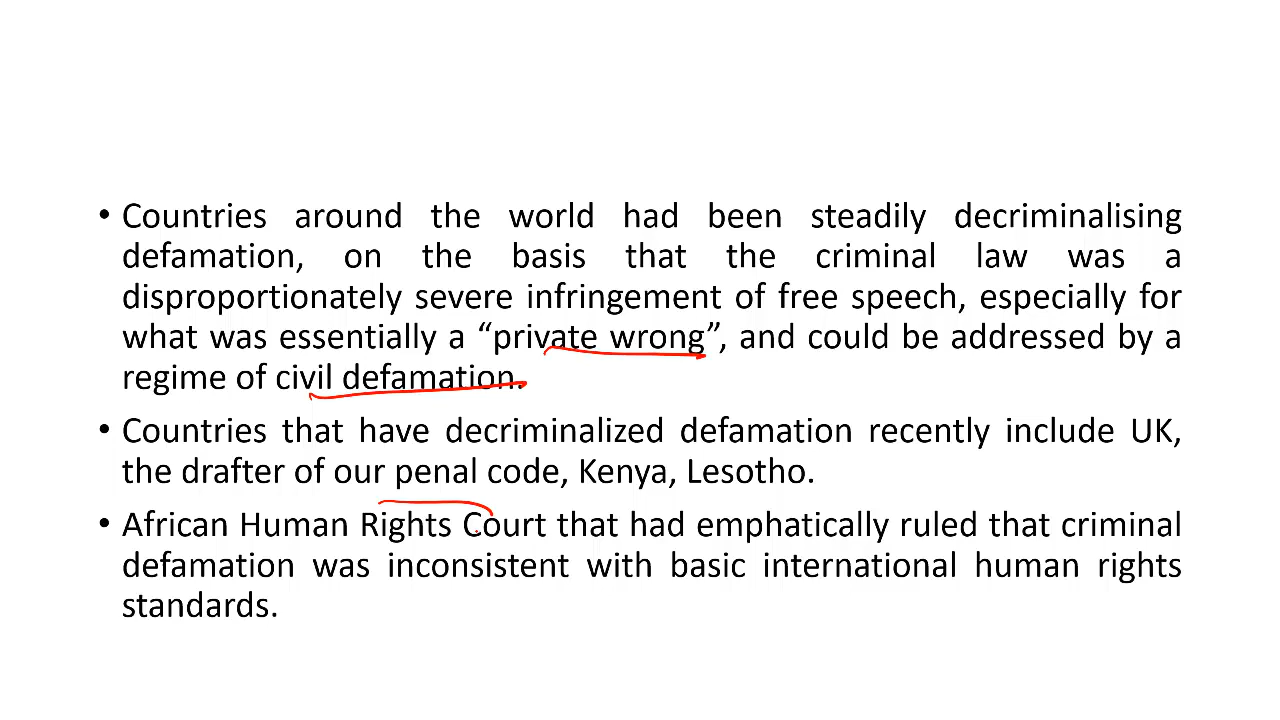 • Countries around the world had been steadily decriminalising
defamation, on the basis that the criminal law was a
disproportionately severe infringement of free speech, especially for
what was essentially a “private wrong”, and could be addressed by a
regime of civil defamation.
• Countries that have decriminalized defamation recently include UK,
the drafter of our penal code, Kenya, Lesotho.
• African Human Rights Court that had emphatically ruled that criminal
defamation was inconsistent with basic international human rights
standards.